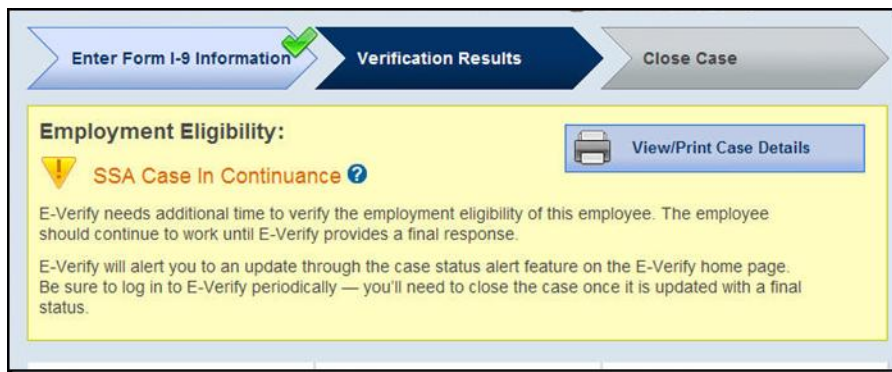 Enter Form I-9 Information
Verification Results
Close Case
Employment Eligibility:
View/Print Case Details
SSA Case In Continuance ?
E-Verify needs additional time to verify the employment eligibility of this employee. The employee
should continue to work until E-Verify provides a final response.
E-Verify will alert you to an update through the case status alert feature on the E-Verify home page.
Be sure to log in to E-Verify periodically — you'll need to close the case once it is updated with a final
status.